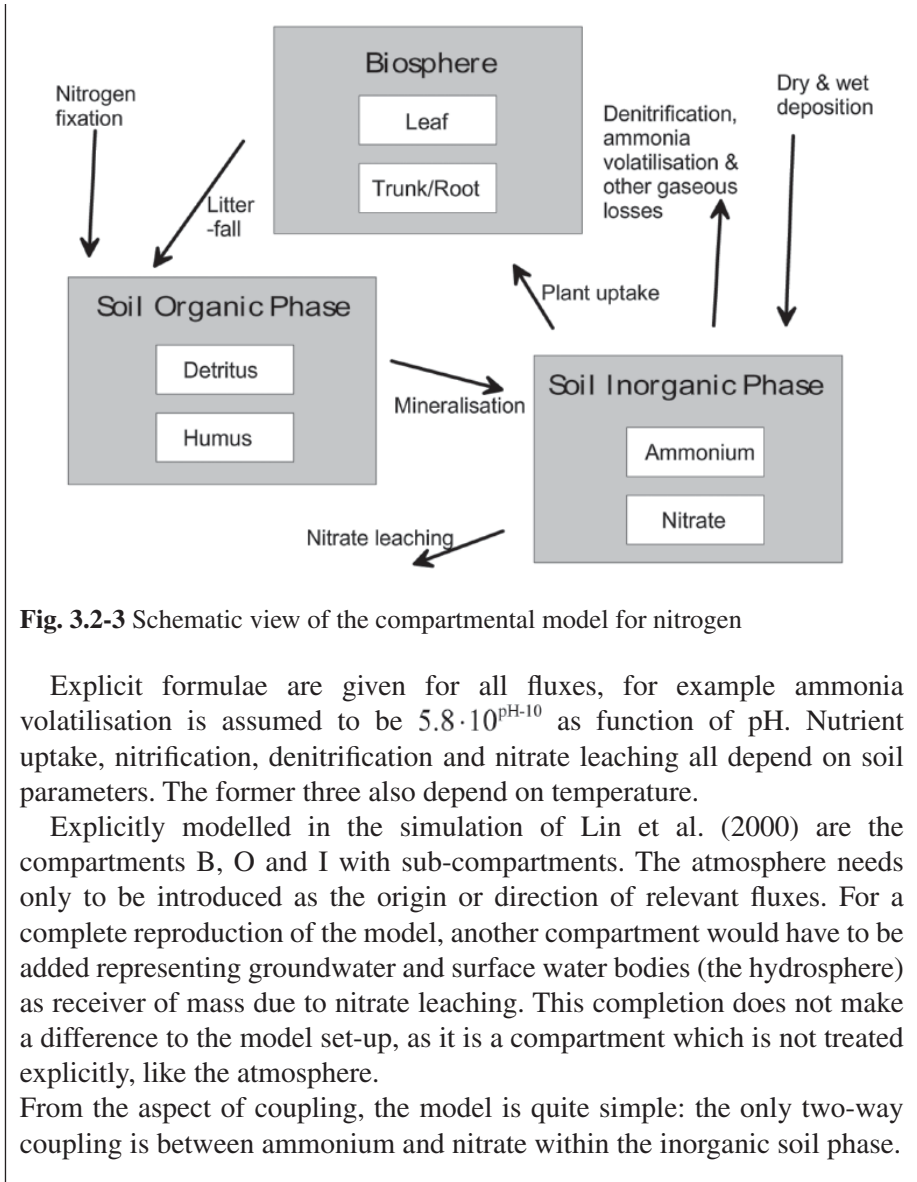 Biosphere
Leaf
Trunk/Root
Nitrogen
fixation
Litter
-fall
Denitrification,
ammonia
volatilisation &
other gaseous
losses
Dry & wet
deposition
Plant uptake
Soil Organic Phase
Detritus
Humus
Mineralisation
Soil Inorganic Phase
Ammonium
Nitrate
Nitrate leaching
Fig. 3.2-3 Schematic view of the compartmental model for nitrogen
Explicit formulae are given for all fluxes, for example ammonia
volatilisation is assumed to be 5.8·10^pH-10 as function of pH. Nutrient
uptake, nitrification, denitrification and nitrate leaching all depend on soil
parameters. The former three also depend on temperature.
Explicitly modelled in the simulation of Lin et al. (2000) are the
compartments B, O and I with sub-compartments. The atmosphere needs
only to be introduced as the origin or direction of relevant fluxes. For a
complete reproduction of the model, another compartment would have to be
added representing groundwater and surface water bodies (the hydrosphere)
as receiver of mass due to nitrate leaching. This completion does not make
a difference to the model set-up, as it is a compartment which is not treated
explicitly, like the atmosphere.
From the aspect of coupling, the model is quite simple: the only two-way
coupling is between ammonium and nitrate within the inorganic soil phase.